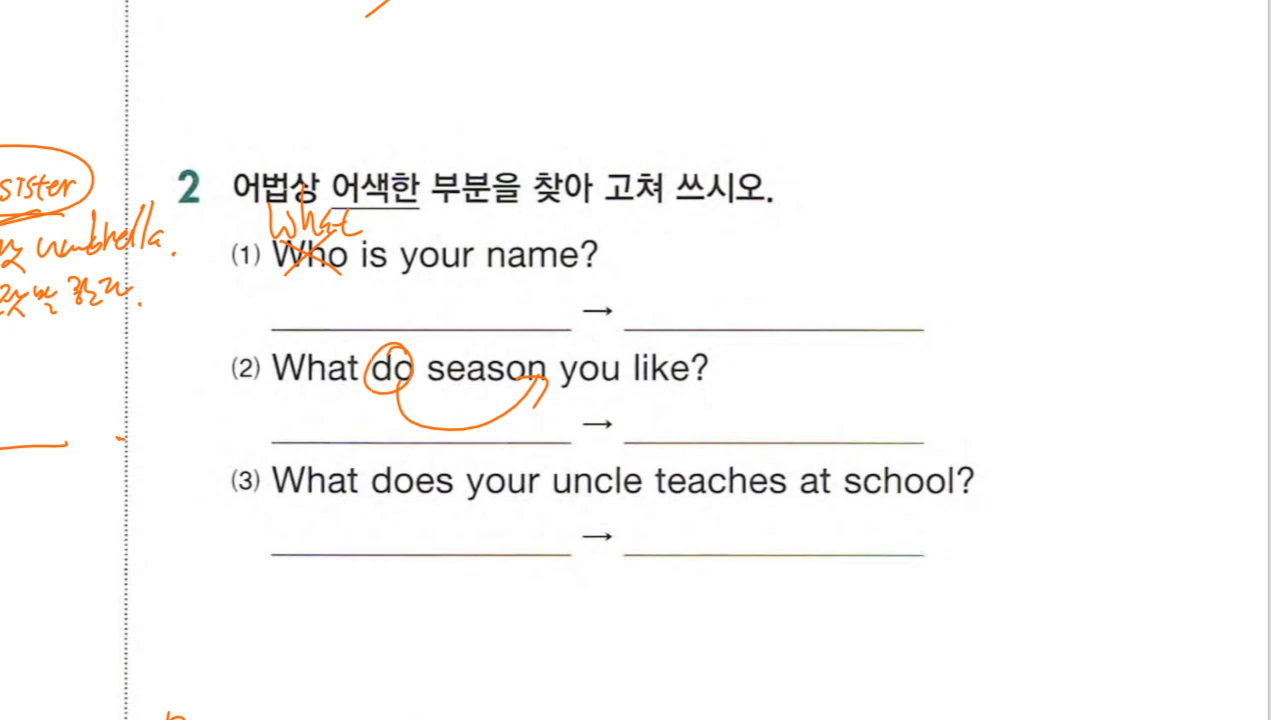 sister
umbrella.
2 어법상 어색한 부분을 찾아 고쳐 쓰시오.
What
(1) Who is your name?
→
(2) What do season you like?
→
(3) What does your uncle teaches at school?
→